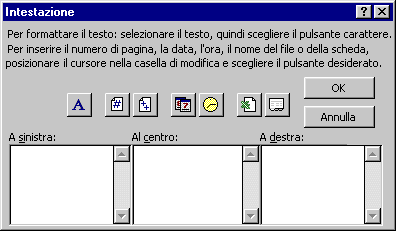 Intestazione
Per formattare il testo: selezionare il testo, quindi scegliere il pulsante carattere.
Per inserire il numero di pagina, la data, l'ora, il nome del file o della scheda,
posizionare il cursore nella casella di modifica e scegliere il pulsante desiderato.
OK
A
Annulla
A sinistra:
Al centro:
A destra: